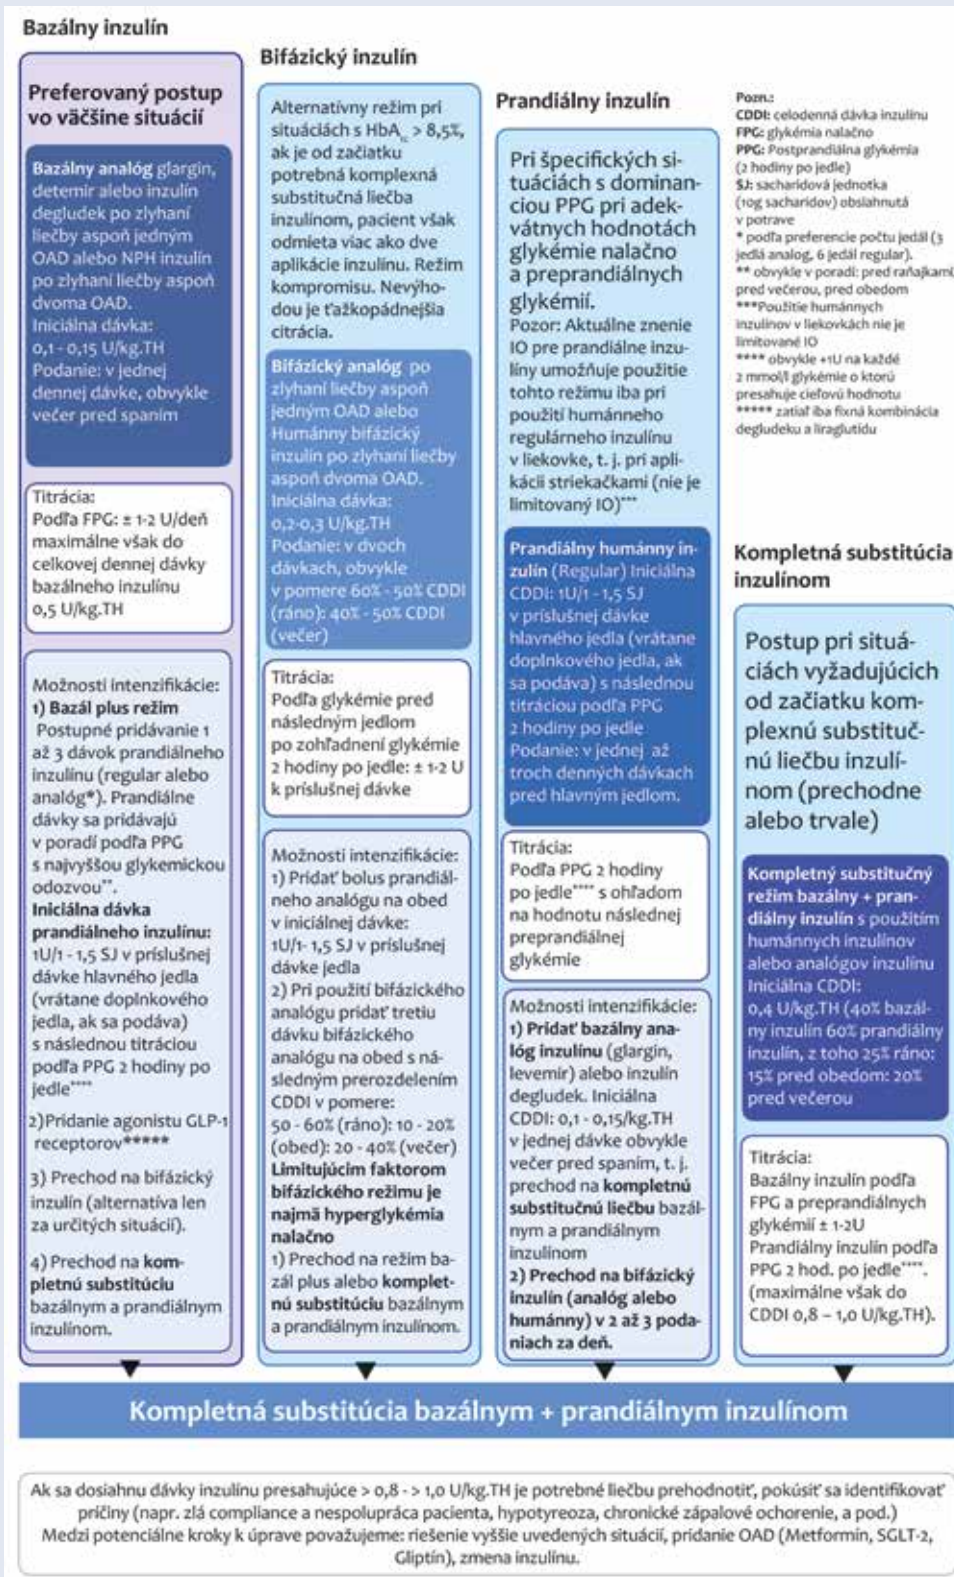 Bazálny inzulín
Preferovaný postup
vo väčšine situácií
Bazálny analóg glargin,
detemir alebo inzulín
degludek po zlyhaní
liečby aspoň jedným
OAD alebo NPH inzulín
po zlyhaní liečby aspoň
dvoma OAD.
Iniciálna dávka:
0,1 - 0,15 U/kg.TH
Podanie: v jednej
dennej dávke, obvykle
večer pred spaním
Titrácia:
Podľa FPG: ± 1-2 U/deň
maximálne však do
celkovej dennej dávky
bazálneho inzulínu
0,5 U/kg.TH
Možnosti intenzifikácie:
1) Bazál plus režim
Postupné pridávanie 1
až 3 dávok prandiálneho
inzulínu (regular alebo
analóg*). Prandiálne
dávky sa pridávajú
v poradí podľa PPG
s najvyššou glykemickou
odozvou**.
Iniciálna dávka
prandiálneho inzulínu:
1U/1 - 1,5 SJ v príslušnej
dávke hlavného jedla
(vrátane doplnkového
jedla, ak sa podáva)
s následnou titráciou
podľa PPG 2 hodiny po
jedle****
2)Pridanie agonistu GLP-1
receptorov*****
3) Prechod na bifázický
inzulín (alternatíva len
za určitých situácií).
4) Prechod na kom-
pletnú substitúciu
bazálnym a prandiálnym
inzulínom.
Bifázický inzulín
Alternatívny režim pri
situáciách s HbA1c > 8,5%,
ak je od začiatku
potrebná komplexná
substitučná liečba
inzulínom, pacient však
odmieta viac ako dve
aplikácie inzulínu. Režim
kompromisu. Nevýho-
dou je ťažkopádnejšia
citrácia.
Bifázický analóg po
zlyhaní liečby aspoň
jedným OAD alebo
Humánny bifázický
inzulín po zlyhaní liečby
aspoň dvoma OAD.
Iniciálna dávka:
0,2-0,3 U/kg.TH
Podanie: v dvoch
dávkach, obvykle
v pomere 60% - 50% CDDI
(ráno): 40% - 50% CDDI
(večer)
Titrácia:
Podľa glykémie pred
následným jedlom
po zohľadnení glykémie
2 hodiny po jedle: ± 1-2 U
k príslušnej dávke
Možnosti intenzifikácie:
1) Pridať bolus prandiál-
neho analógu na obed
v iniciálnej dávke:
1U/1- 1,5 SJ v príslušnej
dávke jedla
2) Pri použití bifázického
analógu pridať tretiu
dávku bifázického
analógu na obed s ná-
sledným prerozdelením
CDDI v pomere:
50 - 60% (ráno): 10 - 20%
(obed): 20 - 40% (večer)
Limitujúcim faktorom
bifázického režimu je
najmä hyperglykémia
nalačno
1) Prechod na režim ba-
zál plus alebo komplet-
nú substitúciu bazálnym
a prandiálnym inzulínom.
Prandiálny inzulín
Pri špecifických si-
tuáciách s dominan-
ciou PPG pri adek-
vátnych hodnotách
glykémie nalačno
a preprandiálnych
glykémií.
Pozor: Aktuálne znenie
IO pre prandiálne inzu-
líny umožňuje použitie
tohto režimu iba pri
použití humánneho
regulárneho inzulínu
v liekovke, t. j. pri apli-
kácii striekačkami (nie je
limitovaný IO)***
Prandiálny humánny in-
zulín (Regular) Iniciálna
CDDI: 1U/1 - 1,5 SJ
v príslušnej dávke
hlavného jedla (vrátane
doplnkového jedla, ak
sa podáva) s následnou
titráciou podľa PPG
2 hodiny po jedle
Podanie: v jednej až
troch denných dávkach
pred hlavným jedlom.
Titrácia:
Podľa PPG 2 hodiny
po jedle**** s ohľadom
na hodnotu následnej
preprandiálnej
glykémie
Možnosti intenzifikácie:
1) Pridať bazálny ana-
lóg inzulínu (glargin,
levemir) alebo inzulín
degludek. Iniciálna
CDDI: 0,1 - 0,15/kg.TH
v jednej dávke obvykle
večer pred spaním, t. j.
prechod na kompletnú
substitučnú liečbu bazál-
nym a prandiálnym
inzulínom
2) Prechod na bifázický
inzulín (analóg alebo
humánny) v 2 až 3 poda-
niach za deň.
Pozn.:
CDDI: celodenná dávka inzulínu
FPG: glykémia nalačno
PPG: Postprandiálna glykémia
(2 hodiny po jedle)
SJ: sacharidová jednotka
(10g sacharidov) obsiahnutá
v potrave
* podľa preferencie počtu jedál (3
jedlá analog, 6 jedál regular).
** obvykle v poradí: pred raňajkami,
pred večerou, pred obedom
***Použitie humánnych
inzulínov v liekovkách nie je
limitované IO
**** obvykle +1U na každé
2 mmol/l glykémie o ktorú
presahuje cieľovú hodnotu
***** zatiaľ iba fixná kombinácia
degludeku a liraglutidu
Kompletná substitúcia
inzulínom
Postup pri situá-
ciách vyžadujúcich
od začiatku kom-
plexnú substituč-
nú liečbu inzulí-
nom (prechodne
alebo trvale)
Kompletný substitučný
režim bazálny + pran-
diálny inzulín s použitím
humánnych inzulínov
alebo analógov inzulínu
Iniciálna CDDI:
0,4 U/kg.TH (40% bazál-
ny inzulín 60% prandiálny
inzulín, z toho 25% ráno:
15% pred obedom: 20%
pred večerou
Titrácia:
Bazálny inzulín podľa
FPG a preprandiálnych
glykémií ± 1-2U
Prandiálny inzulín podľa
PPG 2 hod. po jedle****.
(maximálne však do
CDDI 0,8 – 1,0 U/kg.TH).
Kompletná substitúcia bazálnym + prandiálnym inzulínom
Ak sa dosiahnu dávky inzulínu presahujúce > 0,8 - > 1,0 U/kg.TH je potrebné liečbu prehodnotiť, pokúsiť sa identifikovať
príčiny (napr. zlá compliance a nespolupráca pacienta, hypotyreoza, chronické zápalové ochorenie, a pod.)
Medzi potenciálne kroky k úprave považujeme: riešenie vyššie uvedených situácií, pridanie OAD (Metformín, SGLT-2,
Gliptín), zmena inzulínu.